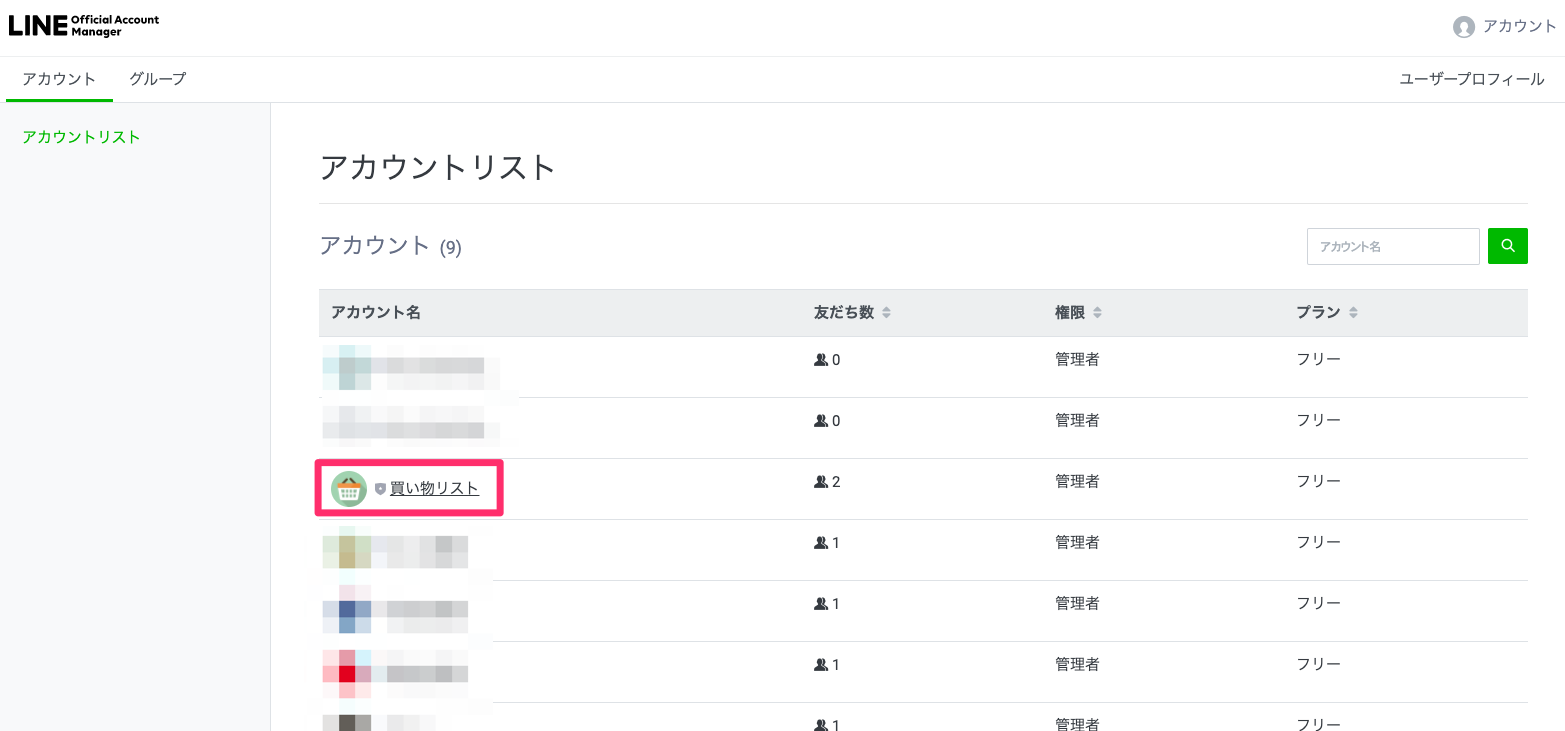 LINE Official Account Manager
アカウント
アカウント グループ ユーザープロフィール
アカウントリスト
アカウントリスト
アカウント (9)
アカウント名
アカウント名 友だち数 権限 プラン
0 管理者 フリー
0 管理者 フリー
買い物リスト 2 管理者 フリー
1 管理者 フリー
1 管理者 フリー
1 管理者 フリー
1 管理者 フリー